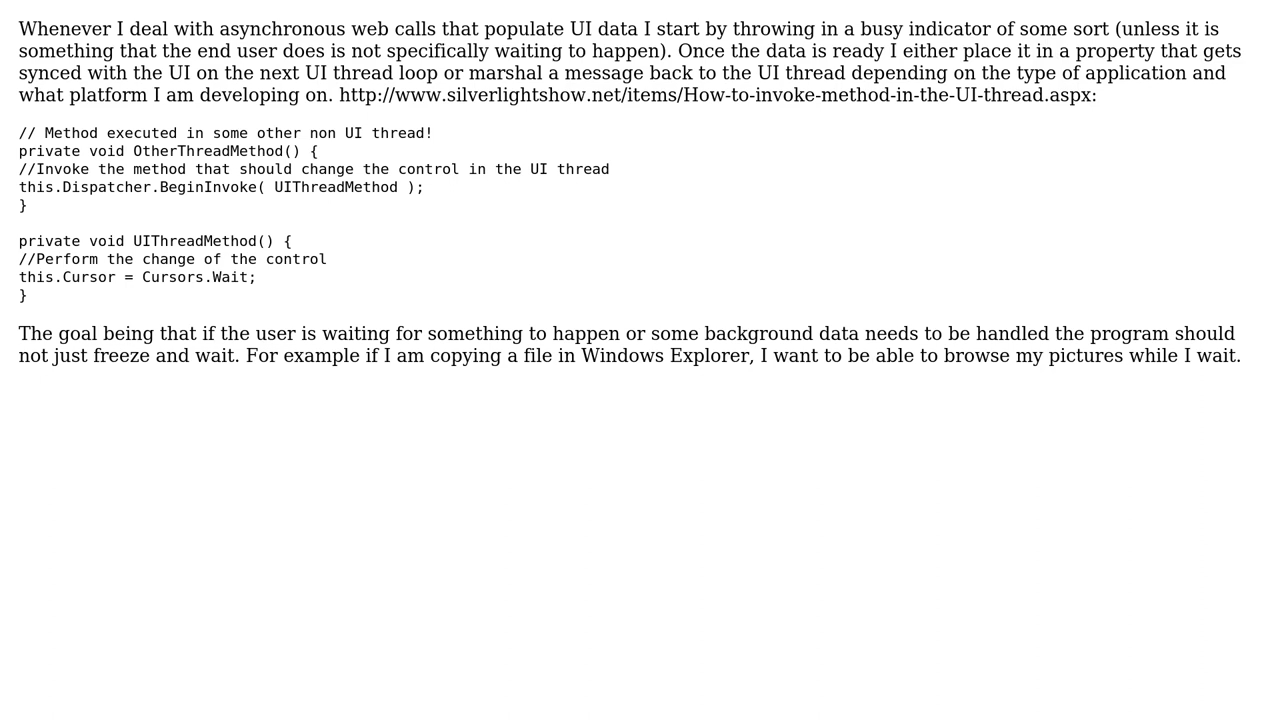 Whenever I deal with asynchronous web calls that populate UI data I start by throwing in a busy indicator of some sort (unless it is
something that the end user does is not specifically waiting to happen). Once the data is ready I either place it in a property that gets
synced with the UI on the next UI thread loop or marshal a message back to the UI thread depending on the type of application and
what platform I am developing on. http://www.silverlightshow.net/items/How-to-invoke-method-in-the-UI-thread.aspx:
// Method executed in some other non UI thread!
private void OtherThreadMethod() {
//Invoke the method that should change the control in the UI thread
this.Dispatcher.BeginInvoke( UIThreadMethod );
}
private void UIThreadMethod() {
//Perform the change of the control
this.Cursor = Cursors.Wait;
}
The goal being that if the user is waiting for something to happen or some background data needs to be handled the program should
not just freeze and wait. For example if I am copying a file in Windows Explorer, I want to be able to browse my pictures while I wait.